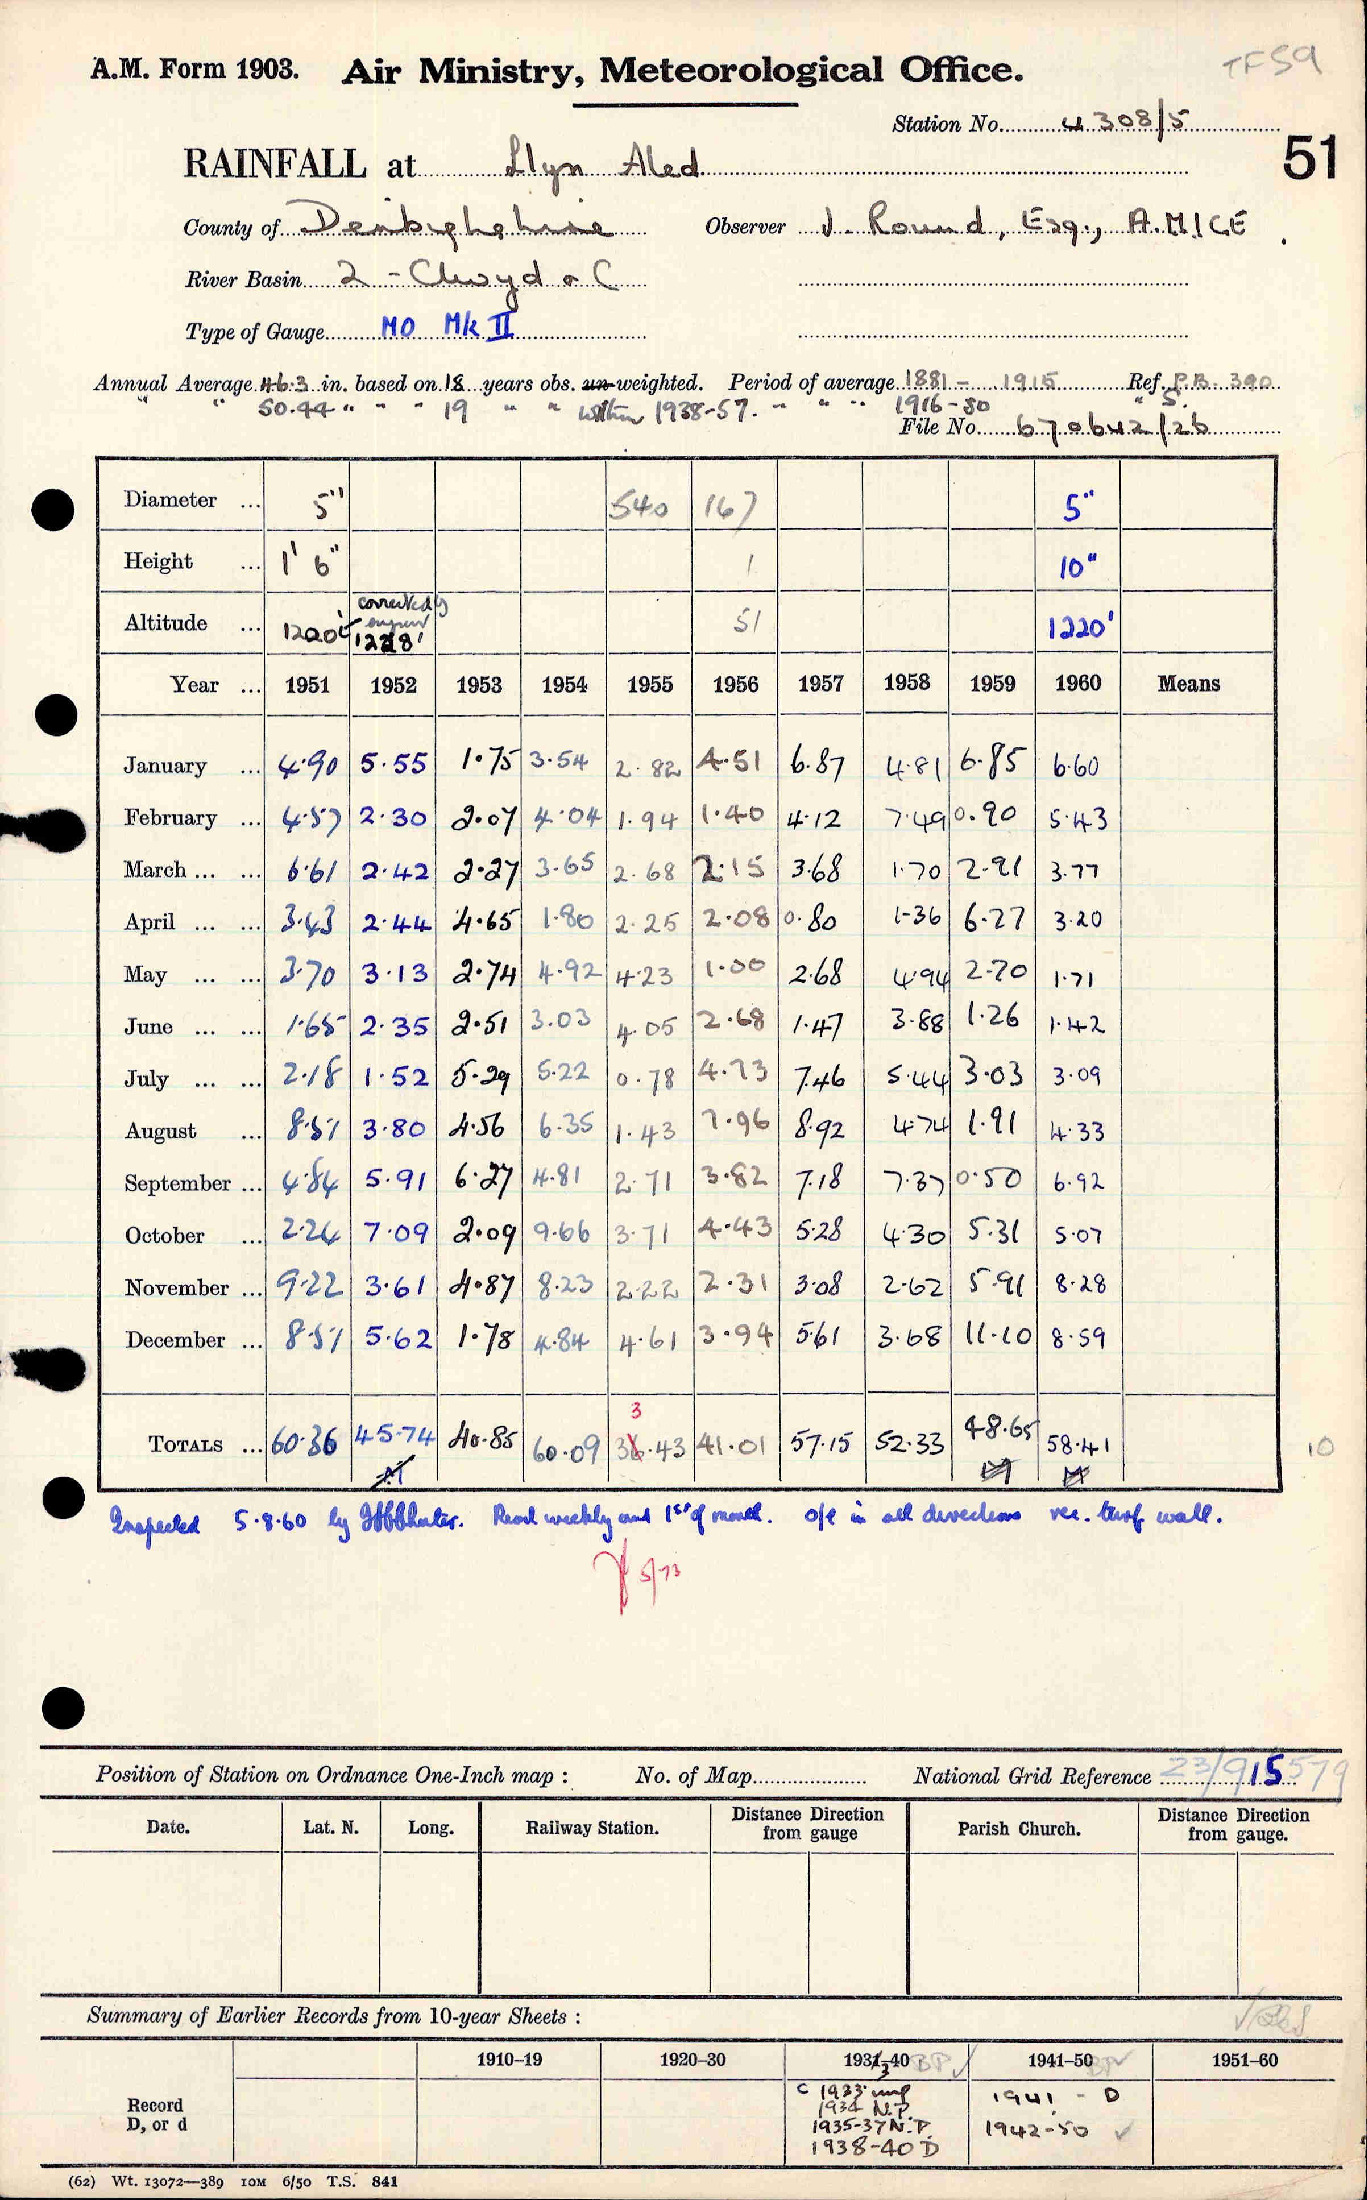 TF59
A.M. Form 1903. Air Ministry, Meteorological Office.
Station No. 4308/5
51
RAINFALL at Llyn Aled
County of Denbighshire Observer J. Round, Esq., A.M.I.C.E.
River Basin 2 - Clwyd & C
Type of Gauge MO Mk II
Annual Average 46.3 in. based on 18 years obs. un-weighted. Period of average 1881 - 1915 Ref. P.B. 390
" " 50.44 " " " 19 " " within 1938-57. " " " 1916-50 " S.
File No. 670642/26
Diameter ... 5" 540 167 5"
Height ... 1' 6" 1 10"
Altitude ... 1220' corrected 1228' 51 1220'
Year ... 1951 1952 1953 1954 1955 1956 1957 1958 1959 1960 Means
January ... 4.90 5.55 1.75 3.54 2.82 4.51 6.87 4.81 6.85 6.60
February ... 4.57 2.30 2.07 4.04 1.94 1.40 4.12 7.49 0.90 5.43
March ... ... 6.61 2.42 2.27 3.65 2.68 2.15 3.68 1.70 2.91 3.77
April ... ... 3.43 2.44 4.65 1.80 2.25 2.08 0.80 1.36 6.27 3.20
May ... ... 3.70 3.13 2.74 4.92 4.23 1.00 2.68 4.94 2.70 1.71
June ... ... 1.65 2.35 2.51 3.03 4.05 2.68 1.47 3.88 1.26 1.42
July ... ... 2.18 1.52 5.29 5.22 0.78 4.73 7.46 5.44 3.03 3.09
August ... 8.51 3.80 4.56 6.35 1.43 7.96 8.92 4.74 1.91 4.33
September ... 4.84 5.91 6.27 4.81 2.71 3.82 7.18 7.37 0.50 6.92
October ... 2.24 7.09 2.09 9.66 3.71 4.43 5.28 4.30 5.31 5.07
November ... 9.22 3.61 4.87 8.23 2.22 2.31 3.08 2.62 5.91 8.28
December ... 8.51 5.62 1.78 4.84 4.61 3.94 5.61 3.68 11.10 8.59
3
TOTALS ... 60.36 45.74 40.85 60.09 36.43 41.01 57.15 52.33 48.65 58.41
M M M
10
Inspected 5.8.60 by Read weekly and 1st of month. o/e in all directions rec. turf wall.
5/73
Position of Station on Ordnance One-Inch map : No. of Map National Grid Reference 23/915579
Date. Lat. N. Long. Railway Station. Distance Direction from gauge Parish Church. Distance Direction from gauge.
Summary of Earlier Records from 10-year Sheets :
1910–19 1920–30 1931–40 BP ✓ 1941–50 BP ✓ 1951–60
3
Record D, or d
C 1933 imp 1941 - D
1934 N.P.
1935-37 N.P. 1942-50 ✓
1938-40 D
(62) Wt. 13072—389 10M 6/50 T.S. 841